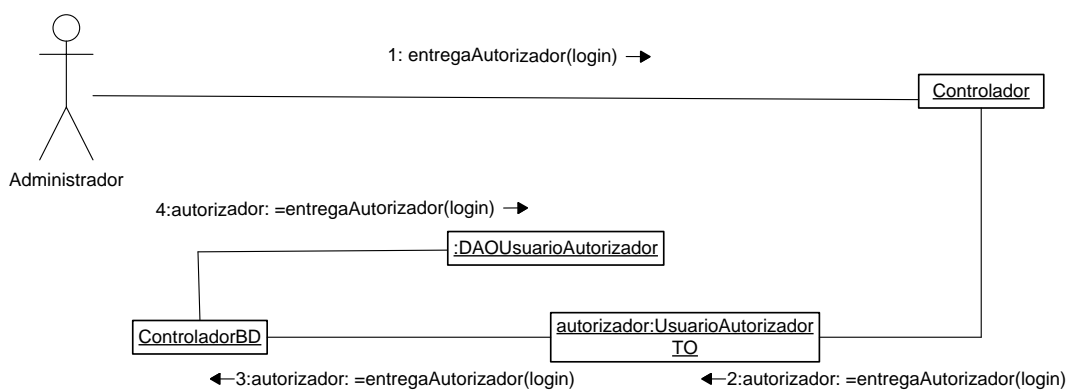 1: entregaAutorizador(login)
Controlador
Administrador
4:autorizador: =entregaAutorizador(login)
:DAOUsuarioAutorizador
ControladorBD
autorizador:UsuarioAutorizador
TO
3:autorizador: =entregaAutorizador(login)
2:autorizador: =entregaAutorizador(login)